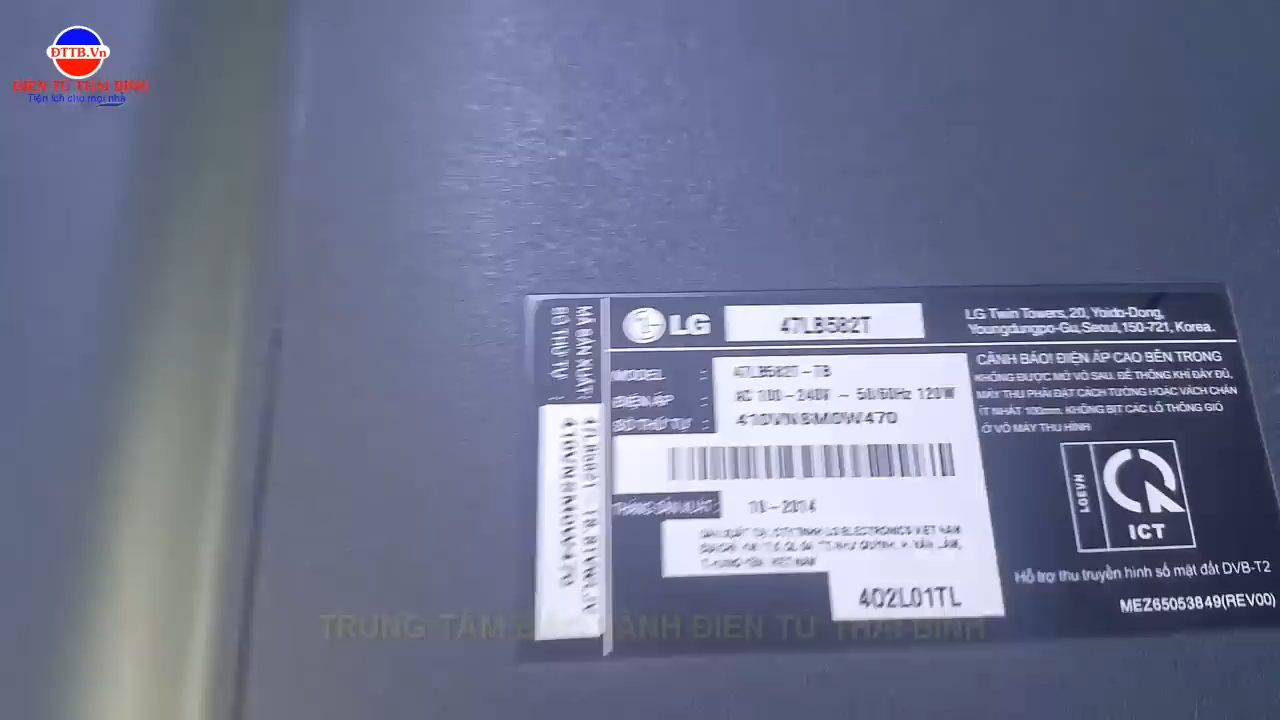 ĐTTB.Vn
ĐIỆN TỬ THÁI BÌNH
Tiện ích cho mọi nhà
LG
47LB582T
LG Twin Towers, 20, Yoido-Dong,
Youngdungpo-Gu, Seoul, 150-721, Korea.
MÃ SẢN XUẤT :
SỐ THỨ TỰ :
410VNBM0W470
MODEL : 47LB582T-TB
ĐIỆN ÁP : AC 100-240V ~ 50/60Hz 120W
SỐ THỨ TỰ : 410VNBM0W470
THÁNG SẢN XUẤT : 10-2014
402L01TL
CẢNH BÁO! ĐIỆN ÁP CAO BÊN TRONG
KHÔNG ĐƯỢC MỞ VỎ SAU. ĐỂ THÔNG KHÍ ĐẦY ĐỦ,
MÁY THU PHẢI ĐẶT CÁCH TƯỜNG HOẶC VÁCH CHẮN
ÍT NHẤT 100mm. KHÔNG BỊT CÁC LỖ THÔNG GIÓ
Ở VỎ MÁY THU HÌNH
LGEVN
ICT
Hỗ trợ thu truyền hình số mặt đất DVB-T2
MEZ65053849(REV00)
TRUNG TÂM BẢO HÀNH ĐIỆN TỬ THÁI BÌNH